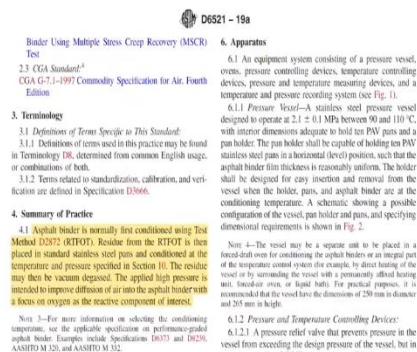 D6521 – 19a
Binder Using Multiple Stress Creep Recovery (MSCR)
Test
2.3 CGA Standard:4
CGA G-7.1–1997 Commodity Specification for Air. Fourth
Edition
3. Terminology
3.1 Definitions of Terms Specific to This Standard:
3.1.1 Definitions of terms used in this practice may be found
in Terminology D8, determined from common English usage,
or combinations of both.
3.1.2 Terms related to standardization, calibration, and veri-
fication are defined in Specification D3666.
4. Summary of Practice
4.1 Asphalt binder is normally first conditioned using Test
Method D2872 (RTFOT). Residue from the RTFOT is then
placed in standard stainless steel pans and conditioned at the
temperature and pressure specified in Section 10. The residue
may then be vacuum degassed. The applied high pressure is
intended to improve diffusion of air into the asphalt binder with
a focus on oxygen as the reactive component of interest.
NOTE 3—For more information on selecting the conditioning
temperature, see the applicable specification on performance-graded
asphalt binder. Examples include Specifications D6373 and D8239,
AASHTO M 320, and AASHTO M 332.
6. Apparatus
6.1 An equipment system consisting of a pressure vessel,
ovens, pressure controlling devices, temperature controlling
devices, pressure and temperature measuring devices, and a
temperature and pressure recording system (see Fig. 1).
6.1.1 Pressure Vessel—A stainless steel pressure vessel
designed to operate at 2.1 ± 0.1 MPa between 90 and 110 °C,
with interior dimensions adequate to hold ten PAV pans and a
pan holder. The pan holder shall be capable of holding ten PAV
stainless steel pans in a horizontal (level) position, such that the
asphalt binder film thickness is reasonably uniform. The holder
shall be designed for easy insertion and removal from the
vessel when the holder, pans, and asphalt binder are at the
conditioning temperature. A schematic showing a possible
configuration of the vessel, pan holder and pans, and specifying
dimensional requirements is shown in Fig. 2.
NOTE 4—The vessel may be a separate unit to be placed in a
forced-draft oven for conditioning the asphalt binders or an integral part
of the temperature control system (for example, by direct heating of the
vessel or by surrounding the vessel with a permanently affixed heating
unit, forced-air oven, or liquid bath). For practical purposes, it is
recommended that the vessel have the dimensions of 250 mm in diameter
and 265 mm in height.
6.1.2 Pressure and Temperature Controlling Devices:
6.1.2.1 A pressure relief valve that prevents pressure in the
vessel from exceeding the design pressure of the vessel, but in